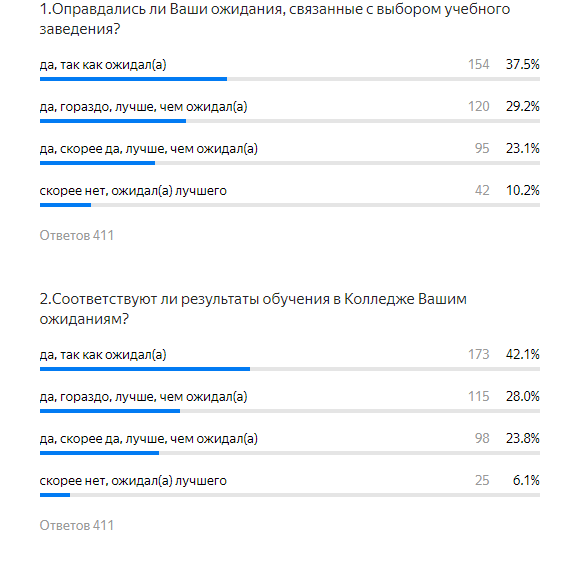 1.Оправдались ли Ваши ожидания, связанные с выбором учебного
заведения?
да, так как ожидал(а) 154 37.5%
да, гораздо, лучше, чем ожидал(а) 120 29.2%
да, скорее да, лучше, чем ожидал(а) 95 23.1%
скорее нет, ожидал(а) лучшего 42 10.2%
Ответов 411
2.Соответствуют ли результаты обучения в Колледже Вашим
ожиданиям?
да, так как ожидал(а) 173 42.1%
да, гораздо, лучше, чем ожидал(а) 115 28.0%
да, скорее да, лучше, чем ожидал(а) 98 23.8%
скорее нет, ожидал(а) лучшего 25 6.1%
Ответов 411